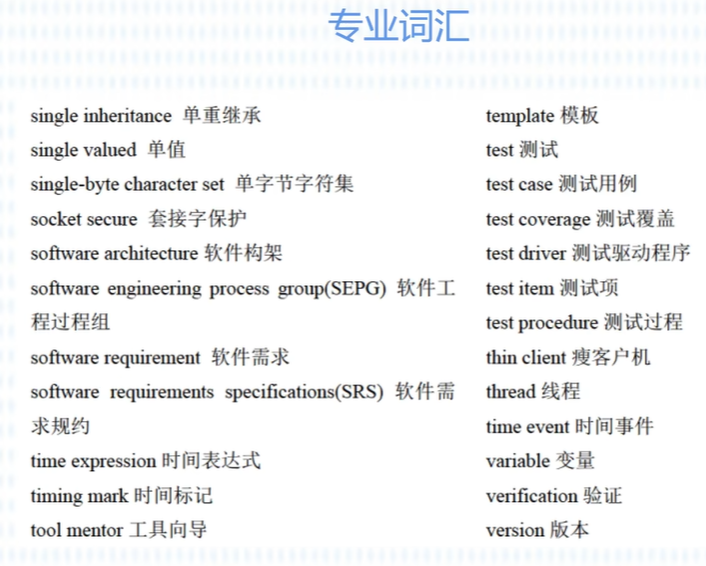 专业词汇
single inheritance 单重继承
single valued 单值
single-byte character set 单字节字符集
socket secure 套接字保护
software architecture 软件构架
software engineering process group(SEPG) 软件工
程过程组
software requirement 软件需求
software requirements specifications(SRS) 软件需
求规约
time expression 时间表达式
timing mark 时间标记
tool mentor 工具向导
template 模板
test 测试
test case 测试用例
test coverage 测试覆盖
test driver 测试驱动程序
test item 测试项
test procedure 测试过程
thin client 瘦客户机
thread 线程
time event 时间事件
variable 变量
verification 验证
version 版本